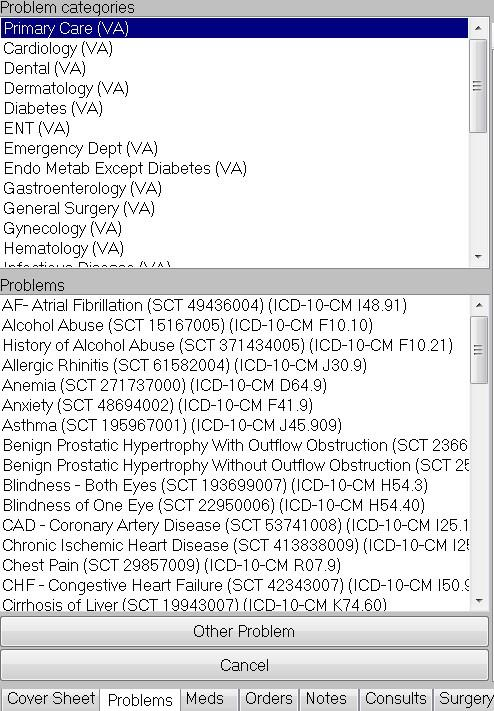 Problem categories
Primary Care (VA)
Cardiology (VA)
Dental (VA)
Dermatology (VA)
Diabetes (VA)
ENT (VA)
Emergency Dept (VA)
Endo Metab Except Diabetes (VA)
Gastroenterology (VA)
General Surgery (VA)
Gynecology (VA)
Hematology (VA)
Infectious Disease (VA)
Problems
AF- Atrial Fibrillation (SCT 49436004) (ICD-10-CM I48.91)
Alcohol Abuse (SCT 15167005) (ICD-10-CM F10.10)
History of Alcohol Abuse (SCT 371434005) (ICD-10-CM F10.21)
Allergic Rhinitis (SCT 61582004) (ICD-10-CM J30.9)
Anemia (SCT 271737000) (ICD-10-CM D64.9)
Anxiety (SCT 48694002) (ICD-10-CM F41.9)
Asthma (SCT 195967001) (ICD-10-CM J45.909)
Benign Prostatic Hypertrophy With Outflow Obstruction (SCT 2366
Benign Prostatic Hypertrophy Without Outflow Obstruction (SCT 25
Blindness - Both Eyes (SCT 193699007) (ICD-10-CM H54.3)
Blindness of One Eye (SCT 22950006) (ICD-10-CM H54.40)
CAD - Coronary Artery Disease (SCT 53741008) (ICD-10-CM I25.1
Chronic Ischemic Heart Disease (SCT 413838009) (ICD-10-CM I25
Chest Pain (SCT 29857009) (ICD-10-CM R07.9)
CHF - Congestive Heart Failure (SCT 42343007) (ICD-10-CM I50.9
Cirrhosis of Liver (SCT 19943007) (ICD-10-CM K74.60)
Other Problem
Cancel
Cover Sheet Problems Meds Orders Notes Consults Surgery